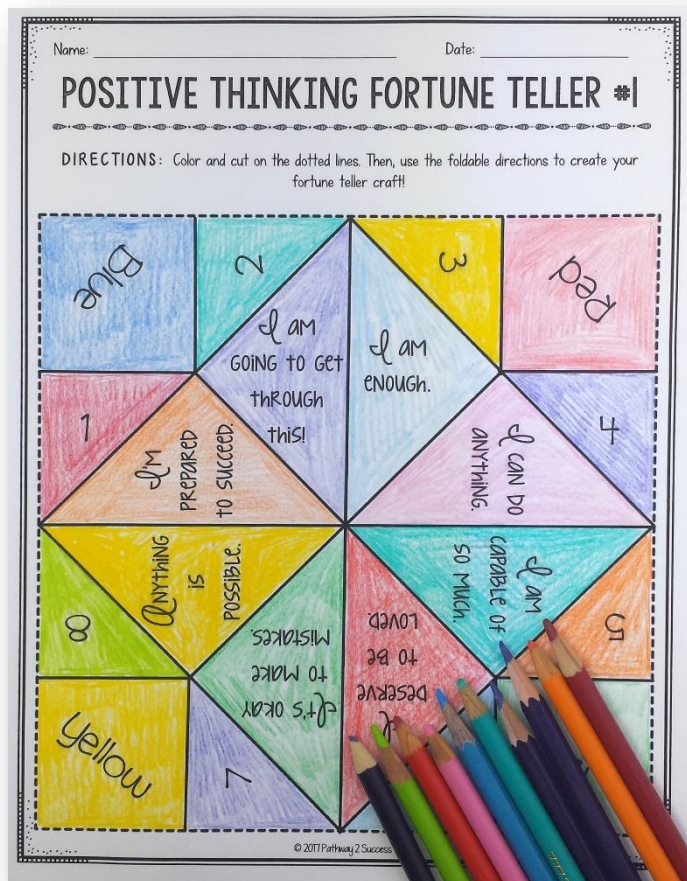 Name:
Date:
POSITIVE THINKING FORTUNE TELLER #1
DIRECTIONS: Color and cut on the dotted lines. Then, use the foldable directions to create your
fortune teller craft!
Blue
2
3
Red
I AM
GOING TO GET
THROUGH
THIS!
I AM
ENOUGH.
1
I'M
PREPARED
TO SUCCEED.
I CAN DO
ANYTHING.
4
8
ANYTHING
IS
POSSIBLE.
I AM
CAPABLE OF
SO MUCH.
5
IT'S OKAY
TO MAKE
MISTAKES.
DESERVE
TO BE
LOVED.
Yellow
7
© 2017 Pathway 2 Success